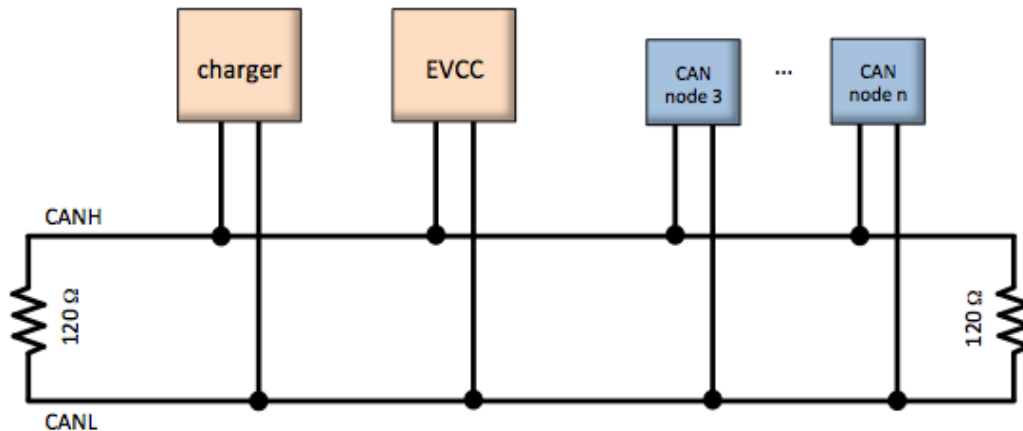 charger
EVCC
CAN
node 3
...
CAN
node n
CANH
120 Ω
120 Ω
CANL